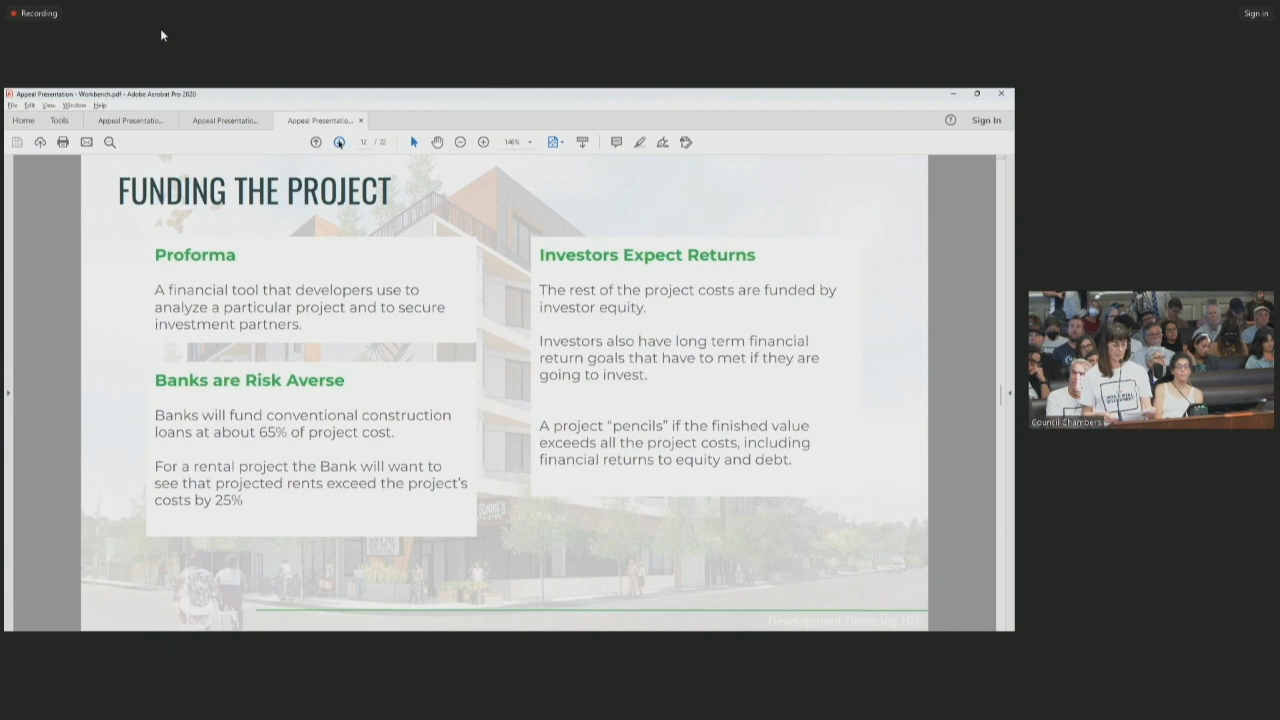 Recording
Sign in
Appeal Presentation - Workbench.pdf - Adobe Acrobat Pro 2020
File Edit View Window Help
Home Tools Appeal Presentatio... Appeal Presentatio... Appeal Presentatio... ×
Sign In
12 / 22
146%
FUNDING THE PROJECT
Proforma
A financial tool that developers use to
analyze a particular project and to secure
investment partners.
Banks are Risk Averse
Banks will fund conventional construction
loans at about 65% of project cost.
For a rental project the Bank will want to
see that projected rents exceed the project's
costs by 25%
Investors Expect Returns
The rest of the project costs are funded by
investor equity.
Investors also have long term financial
return goals that have to met if they are
going to invest.
A project “pencils” if the finished value
exceeds all the project costs, including
financial returns to equity and debt.
Development Financing 101
Council Chambers